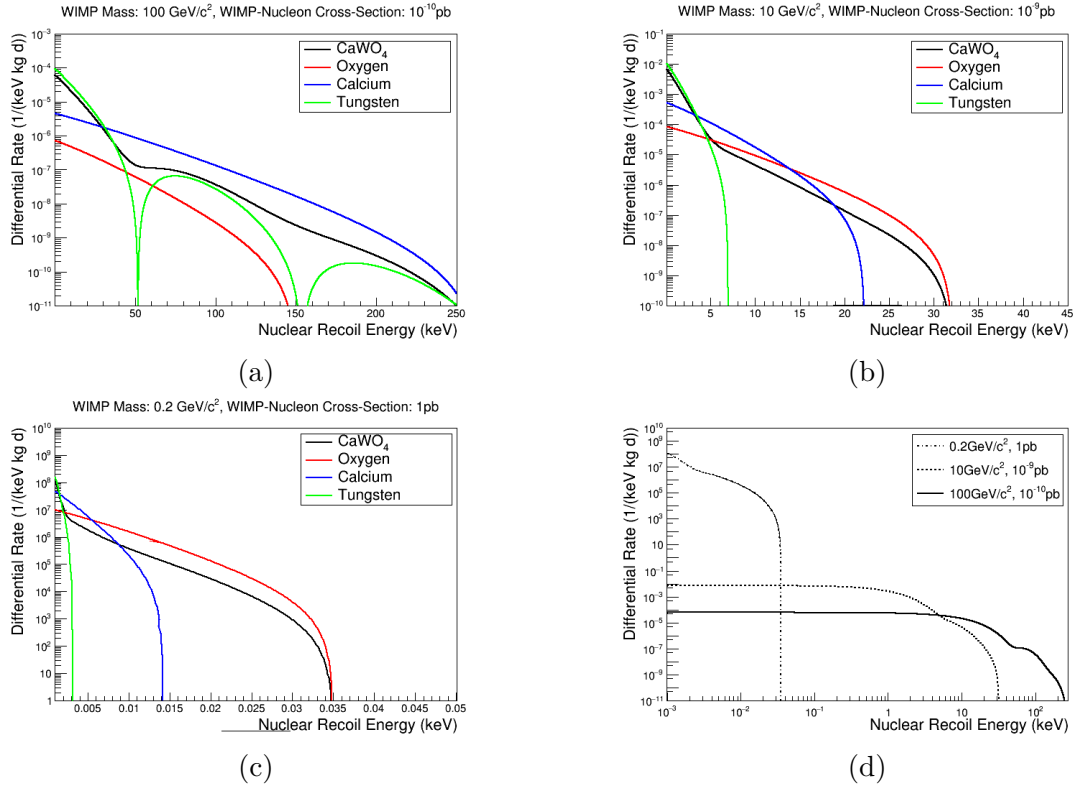 WIMP Mass: 100 GeV/c², WIMP-Nucleon Cross-Section: 10⁻¹⁰pb
Differential Rate (1/(keV kg d))
10⁻³
10⁻⁴
10⁻⁵
10⁻⁶
10⁻⁷
10⁻⁸
10⁻⁹
10⁻¹⁰
10⁻¹¹
CaWO₄
Oxygen
Calcium
Tungsten
50 100 150 200 250
Nuclear Recoil Energy (keV)
(a)
WIMP Mass: 10 GeV/c², WIMP-Nucleon Cross-Section: 10⁻⁹pb
Differential Rate (1/(keV kg d))
10⁻¹
10⁻²
10⁻³
10⁻⁴
10⁻⁵
10⁻⁶
10⁻⁷
10⁻⁸
10⁻⁹
10⁻¹⁰
CaWO₄
Oxygen
Calcium
Tungsten
5 10 15 20 25 30 35 40 45
Nuclear Recoil Energy (keV)
(b)
WIMP Mass: 0.2 GeV/c², WIMP-Nucleon Cross-Section: 1pb
Differential Rate (1/(keV kg d))
10¹⁰
10⁹
10⁸
10⁷
10⁶
10⁵
10⁴
10³
10²
10
1
CaWO₄
Oxygen
Calcium
Tungsten
0.005 0.01 0.015 0.02 0.025 0.03 0.035 0.04 0.045 0.05
Nuclear Recoil Energy (keV)
(c)
Differential Rate (1/(keV kg d))
10¹⁰
10⁹
10⁷
10⁵
10³
10
10⁻¹
10⁻³
10⁻⁵
10⁻⁷
10⁻⁹
10⁻¹¹
0.2GeV/c², 1pb
10GeV/c², 10⁻⁹pb
100GeV/c², 10⁻¹⁰pb
10⁻³ 10⁻² 10⁻¹ 1 10 10²
Nuclear Recoil Energy (keV)
(d)